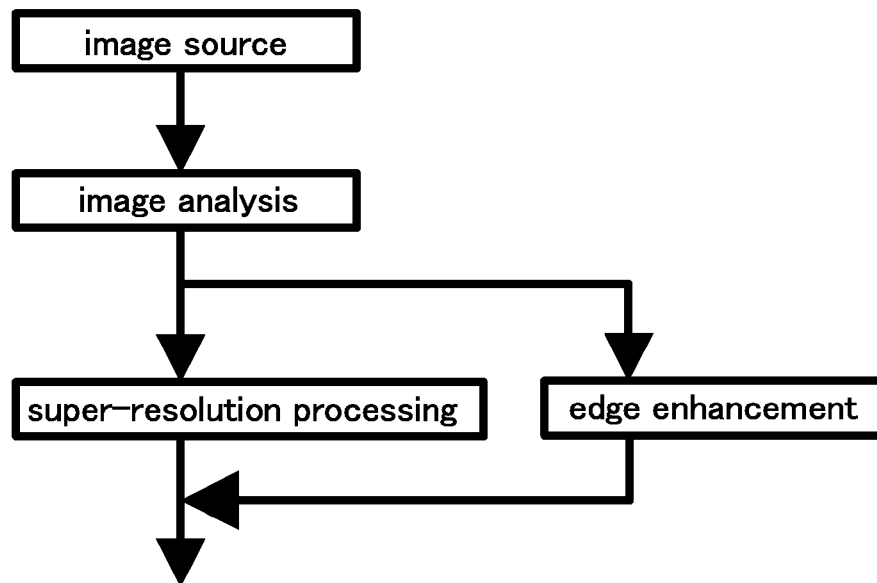 image source
image analysis
super-resolution processing
edge enhancement